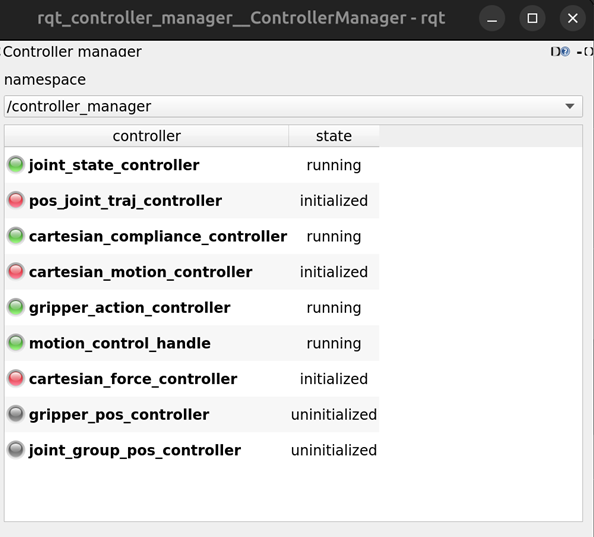 rqt_controller_manager__ControllerManager - rqt
Controller manager
namespace
/controller_manager
controller state
joint_state_controller running
pos_joint_traj_controller initialized
cartesian_compliance_controller running
cartesian_motion_controller initialized
gripper_action_controller running
motion_control_handle running
cartesian_force_controller initialized
gripper_pos_controller uninitialized
joint_group_pos_controller uninitialized